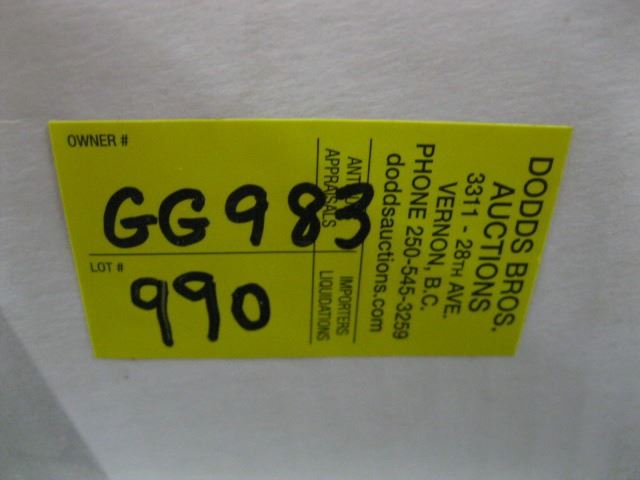 OWNER #
GG983
LOT #
990
APPRAISALS
IMPORTERS
LIQUIDATIONS
DODDS BROS.
AUCTIONS
3311 - 28TH AVE.
VERNON, B.C.
PHONE 250-545-3259
doddsauctions.com